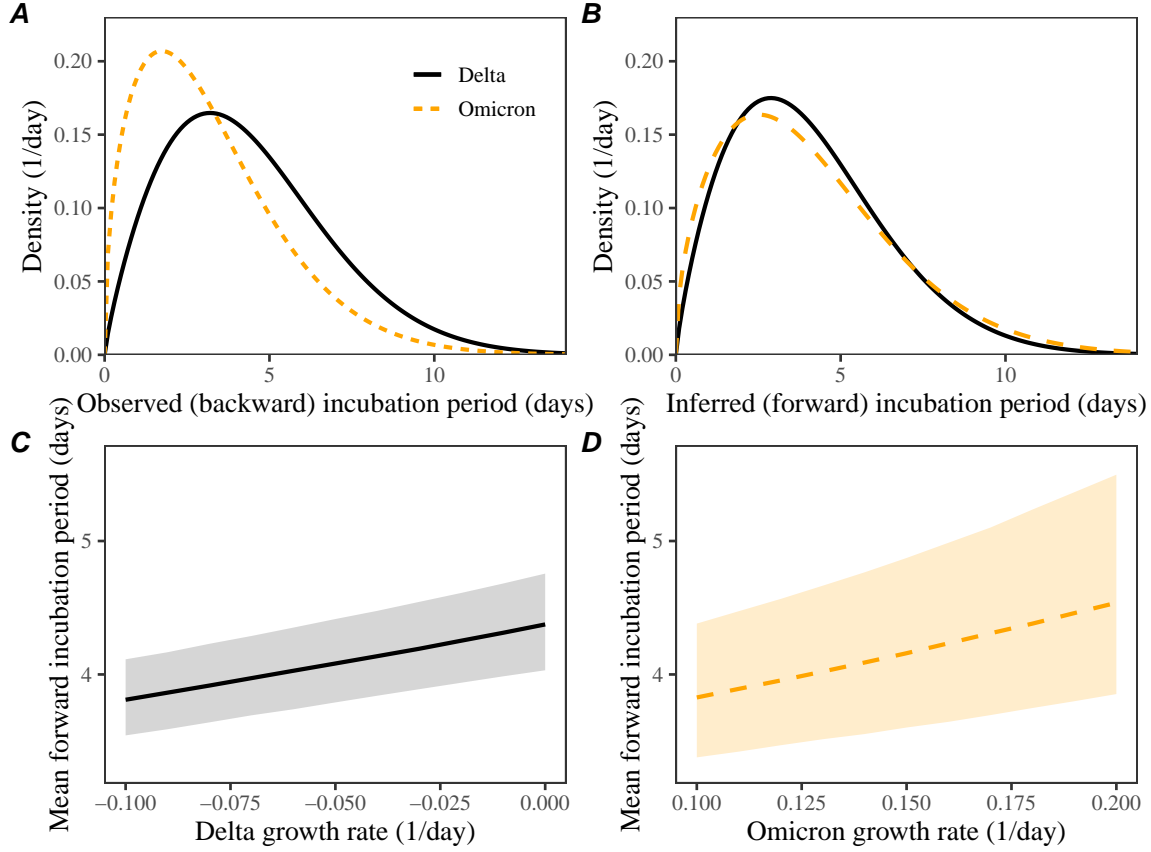 A
Density (1/day)
0.20
0.15
0.10
0.05
0.00
0
5
10
Observed (backward) incubation period (days)
Delta
Omicron
B
Density (1/day)
0.20
0.15
0.10
0.05
0.00
0
5
10
Inferred (forward) incubation period (days)
C
Mean forward incubation period (days)
5
4
−0.100
−0.075
−0.050
−0.025
0.000
Delta growth rate (1/day)
D
Mean forward incubation period (days)
5
4
0.100
0.125
0.150
0.175
0.200
Omicron growth rate (1/day)